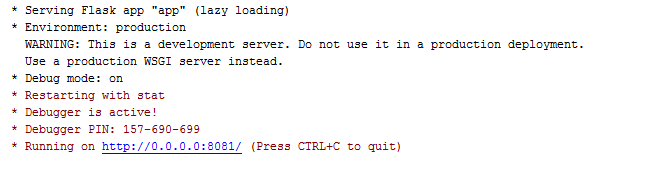 * Serving Flask app "app" (lazy loading)
* Environment: production
WARNING: This is a development server. Do not use it in a production deployment.
Use a production WSGI server instead.
* Debug mode: on
* Restarting with stat
* Debugger is active!
* Debugger PIN: 157-690-699
* Running on http://0.0.0.0:8081/ (Press CTRL+C to quit)